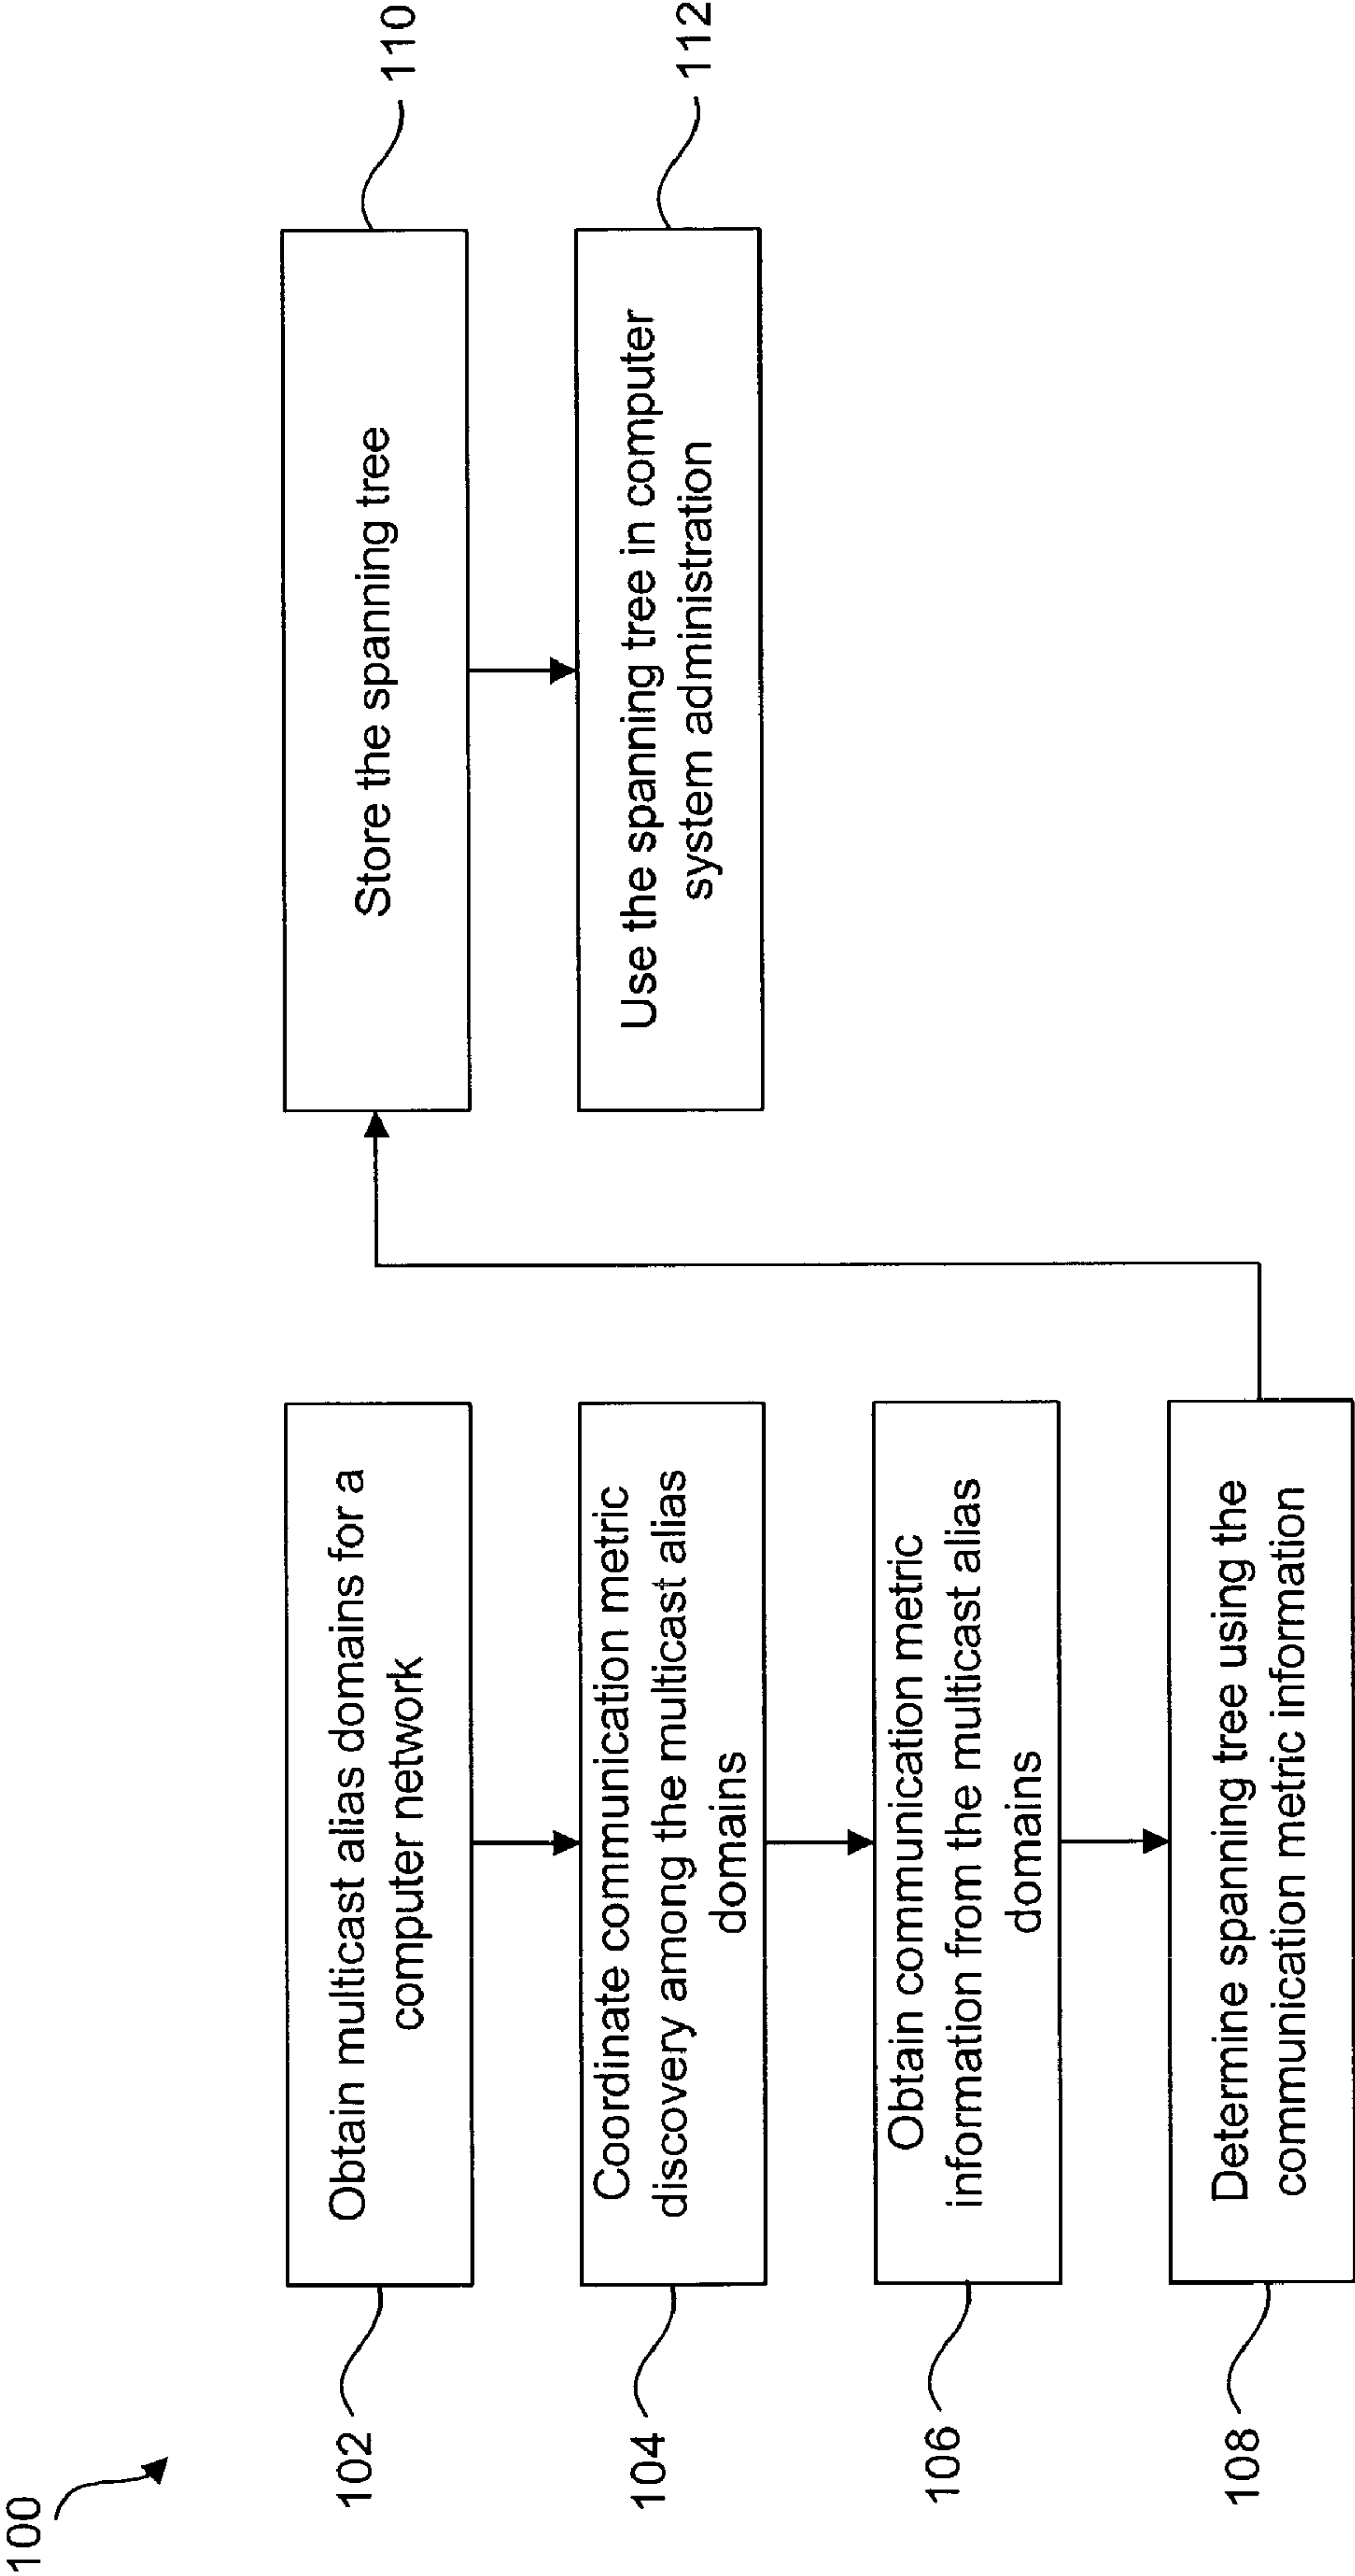 100
102
Obtain multicast alias domains for a
computer network
104
Coordinate communication metric
discovery among the multicast alias
domains
106
Obtain communication metric
information from the multicast alias
domains
108
Determine spanning tree using the
communication metric information
110
Store the spanning tree
112
Use the spanning tree in computer
system administration